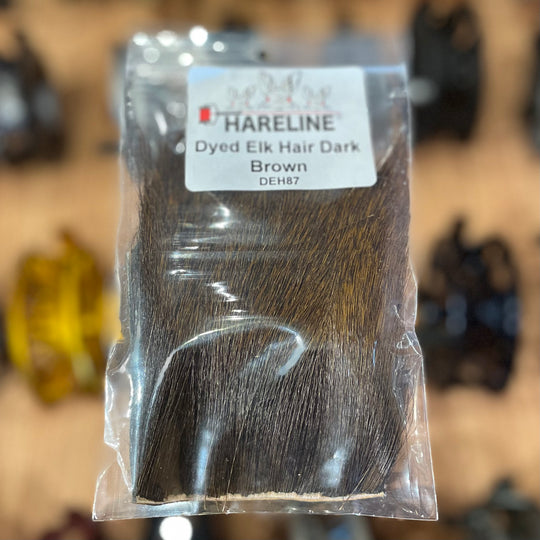 HARELINE
Dyed Elk Hair Dark
Brown
DEH87